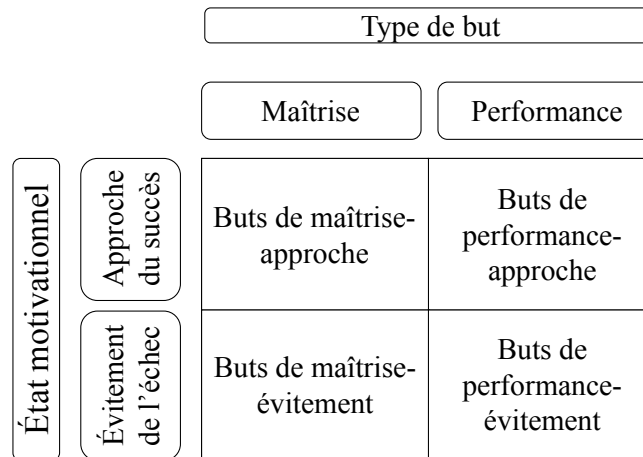 Type de but
Maîtrise
Performance
État motivationnel
Approche
du succès
Buts de maîtrise-
approche
Buts de
performance-
approche
Évitement
de l'échec
Buts de maîtrise-
évitement
Buts de
performance-
évitement